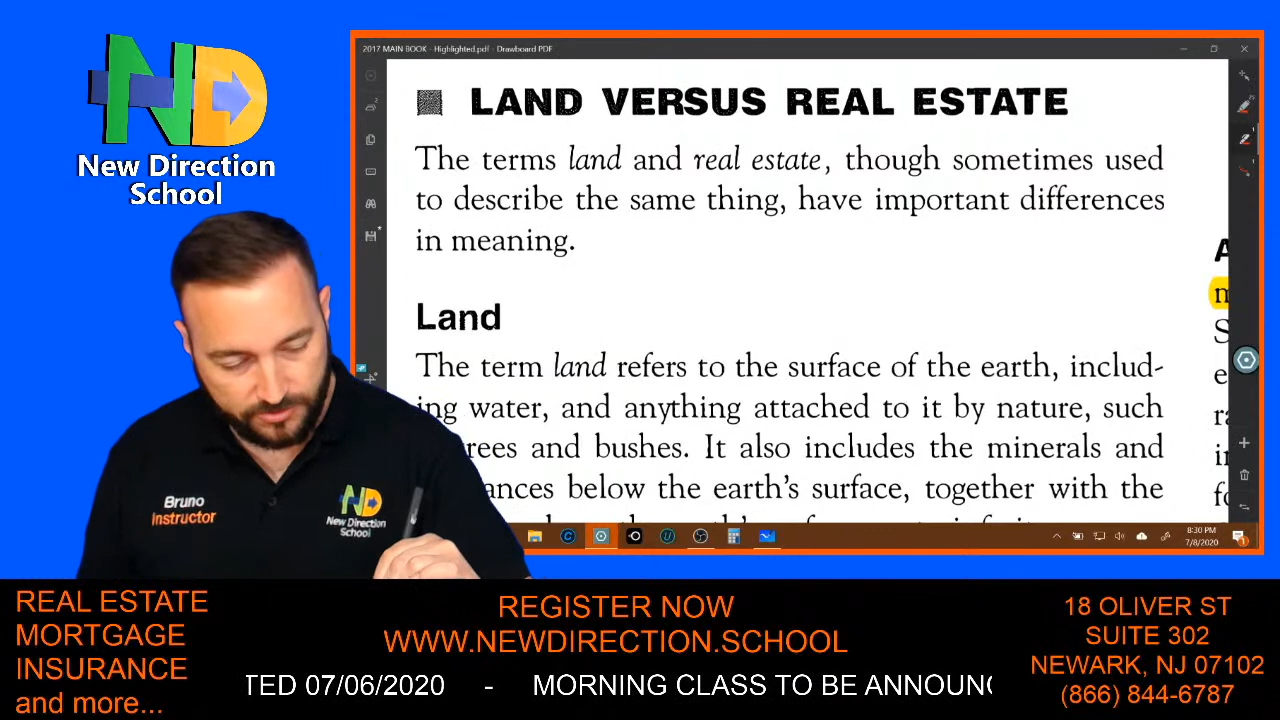 New Direction
School
2017 MAIN BOOK - Highlighted.pdf - Drawboard PDF
LAND VERSUS REAL ESTATE
The terms land and real estate, though sometimes used
to describe the same thing, have important differences
in meaning.
Land
The term land refers to the surface of the earth, includ-
ing water, and anything attached to it by nature, such
rees and bushes. It also includes the minerals and
ances below the earth's surface, together with the
8:30 PM
7/8/2020
Bruno
Instructor
New Direction
School
REAL ESTATE
MORTGAGE
INSURANCE
and more...
REGISTER NOW
WWW.NEWDIRECTION.SCHOOL
TED 07/06/2020 - MORNING CLASS TO BE ANNOUNC
18 OLIVER ST
SUITE 302
NEWARK, NJ 07102
(866) 844-6787